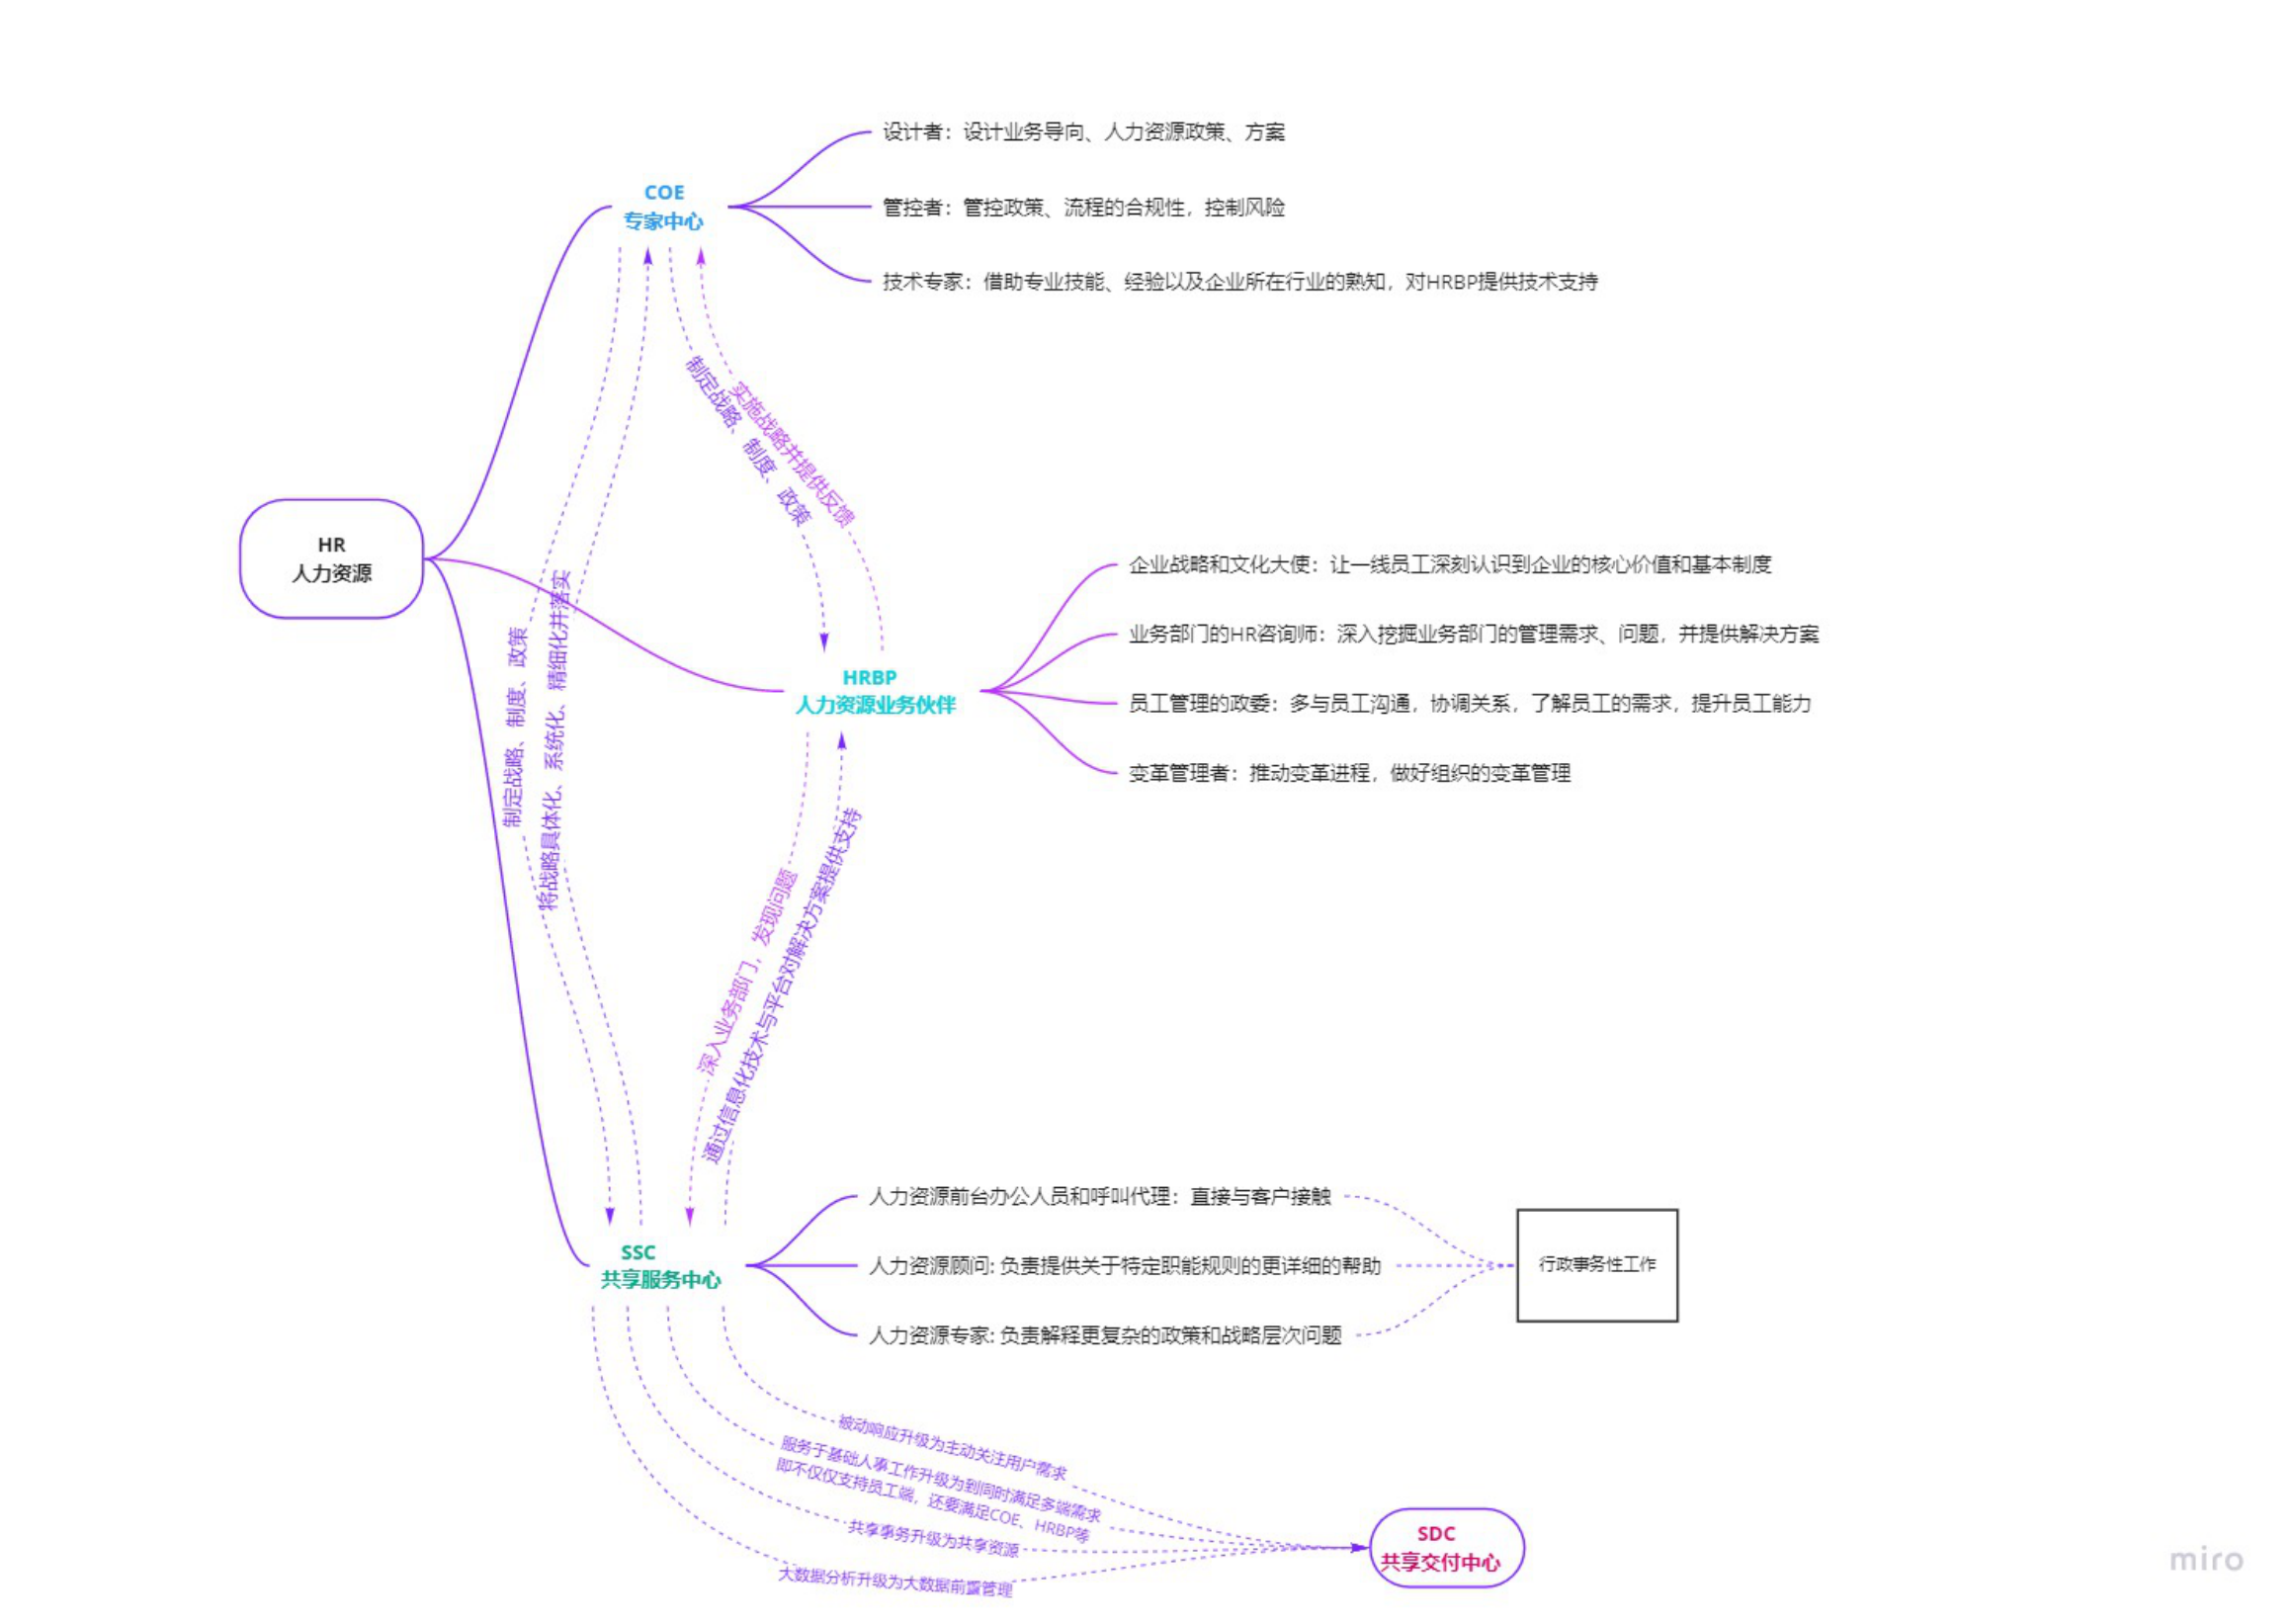 设计者：设计业务导向、人力资源政策、方案
COE
专家中心
管控者：管控政策、流程的合规性，控制风险
技术专家：借助专业技能、经验以及企业所在行业的熟知，对HRBP提供技术支持
制定战略、制度、政策
实施战略并提供反馈
HR
人力资源
制定战略、制度、政策
将战略具体化、系统化、精细化并落实
企业战略和文化大使：让一线员工深刻认识到企业的核心价值和基本制度
业务部门的HR咨询师：深入挖掘业务部门的管理需求、问题，并提供解决方案
HRBP
人力资源业务伙伴
员工管理的政委：多与员工沟通，协调关系，了解员工的需求，提升员工能力
变革管理者：推动变革进程，做好组织的变革管理
深入业务部门，发现问题
通过信息化技术与平台对解决方案提供支持
人力资源前台办公人员和呼叫代理：直接与客户接触
SSC
共享服务中心
人力资源顾问: 负责提供关于特定职能规则的更详细的帮助
行政事务性工作
人力资源专家: 负责解释更复杂的政策和战略层次问题
被动响应升级为主动关注用户需求
服务于基础人事工作升级为到同时满足多端需求
即不仅仅支持员工端，还要满足COE、HRBP等
共享事务升级为共享资源
大数据分析升级为大数据前瞻管理
SDC
共享交付中心
miro